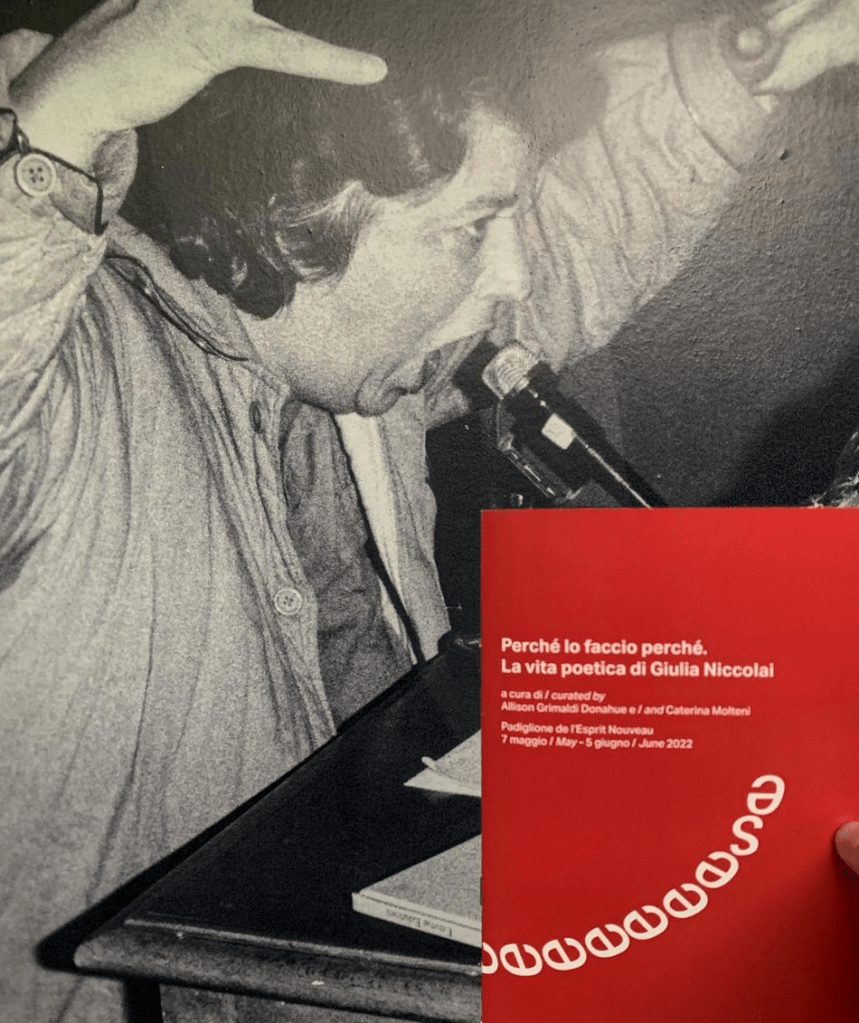 Perché lo faccio perché.
La vita poetica di Giulia Niccolai
a cura di / curated by
Allison Grimaldi Donahue e / and Caterina Molteni
Padiglione de l'Esprit Nouveau
7 maggio / May – 5 giugno / June 2022
eeeeeeese